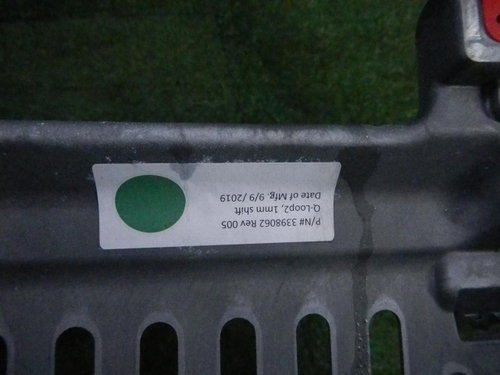 P/N# 3398062 Rev 005
Q-Loop2, 1mm shift
Date of Mfg. 9/9 /2019